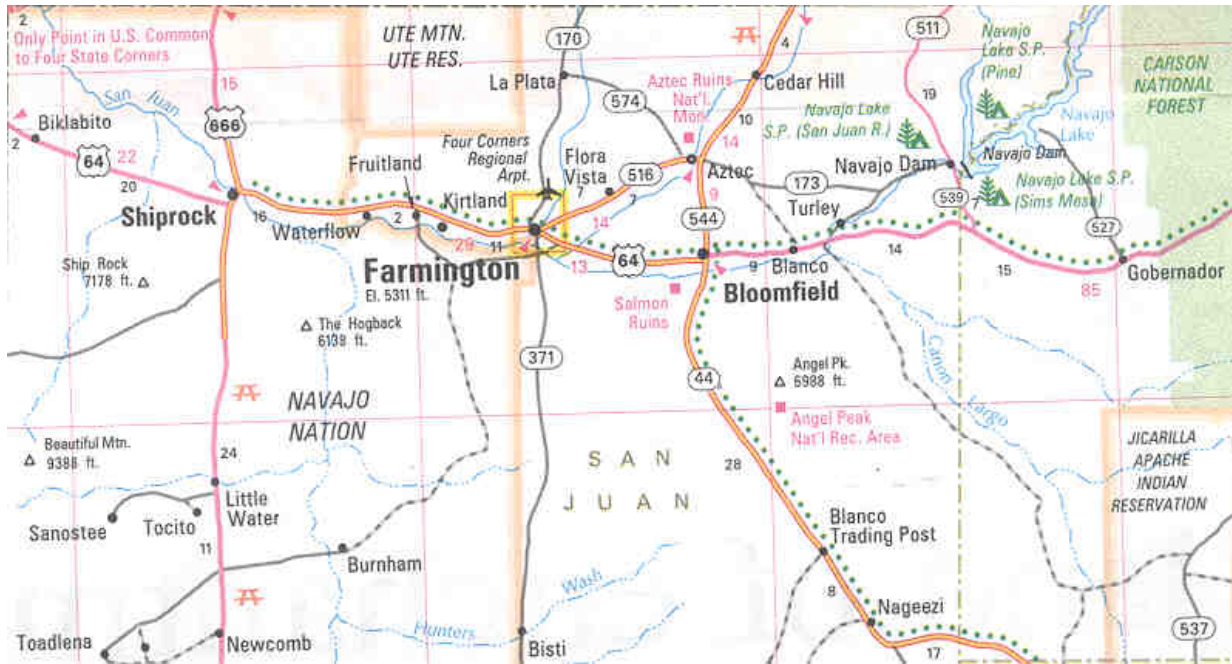 2
Only Point in U.S. Common
to Four State Corners
UTE MTN.
UTE RES.
170
La Plata
574
Aztec Ruins
Nat'l.
Mon.
4
Cedar Hill
10
14
511
19
Navajo
Lake S.P.
(Pine)
CARSON
NATIONAL
FOREST
Navajo
Lake
15
San Juan
666
Biklabito
2
64
22
20
Shiprock
16
Waterflow
Fruitland
2
Kirtland
29
11
Four Corners
Regional
Arpt.
Flora
Vista
7
7
14
516
Aztec
9
544
Navajo Lake
S.P. (San Juan R.)
Navajo Dam
Navajo Dam
173
Turley
539
Navajo Lake S.P.
(Sims Mesa)
527
Gobernador
Farmington
El. 5311 ft.
13
64
Bloomfield
9
Blanco
14
15
85
Salmon
Ruins
Ship Rock
7178 ft.
The Hogback
6138 ft.
371
44
Angel Pk.
6988 ft.
Angel Peak
Nat'l Rec. Area
Canon
Largo
NAVAJO
NATION
Beautiful Mtn.
9388 ft.
24
SAN
JUAN
28
JICARILLA
APACHE
INDIAN
RESERVATION
Little
Water
Sanostee
Tocito
11
Burnham
Blanco
Trading Post
Hunters
Wash
8
Nageezi
17
537
Toadlena
Newcomb
Bisti